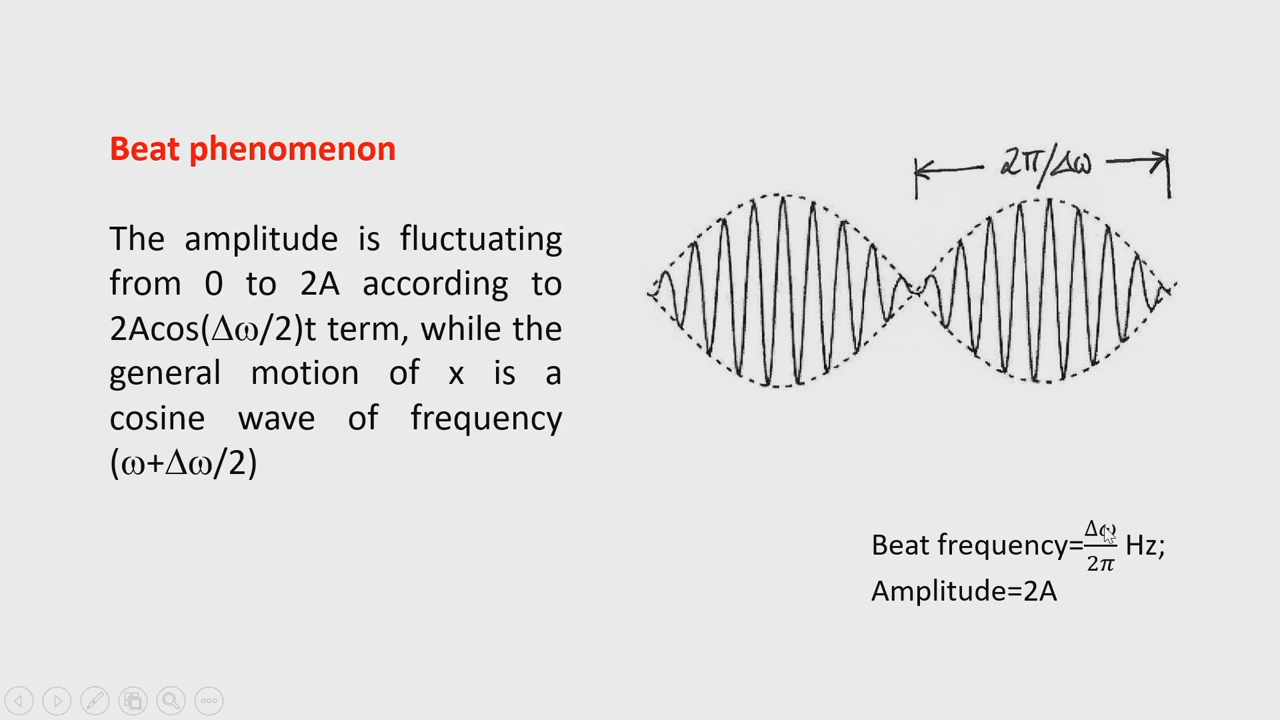 Beat phenomenon
The amplitude is fluctuating
from 0 to 2A according to
2Acos(Δω/2)t term, while the
general motion of x is a
cosine wave of frequency
(ω+Δω/2)
2π/Δω
Beat frequency=Δω/2π Hz;
Amplitude=2A